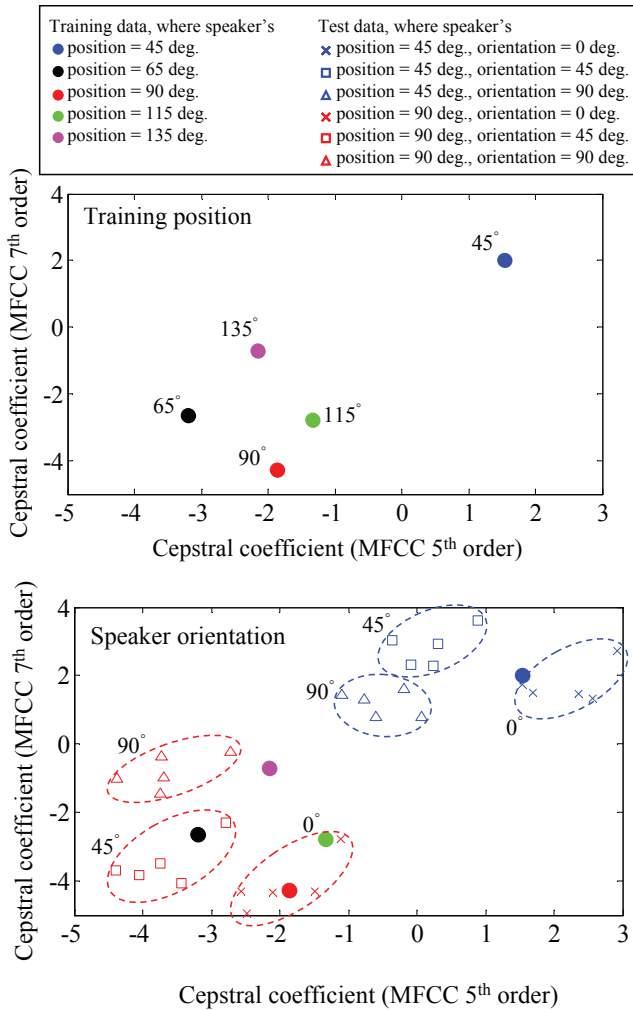 Training data, where speaker's
position = 45 deg.
position = 65 deg.
position = 90 deg.
position = 115 deg.
position = 135 deg.
Test data, where speaker's
position = 45 deg., orientation = 0 deg.
position = 45 deg., orientation = 45 deg.
position = 45 deg., orientation = 90 deg.
position = 90 deg., orientation = 0 deg.
position = 90 deg., orientation = 45 deg.
position = 90 deg., orientation = 90 deg.
Cepstral coefficient (MFCC 7th order)
4
2
0
-2
-4
Training position
45°
135°
65°
115°
90°
-5 -4 -3 -2 -1 0 1 2 3
Cepstral coefficient (MFCC 5th order)
Cepstral coefficient (MFCC 7th order)
4
2
0
-2
-4
Speaker orientation
45°
90°
0°
90°
0°
45°
-5 -4 -3 -2 -1 0 1 2 3
Cepstral coefficient (MFCC 5th order)